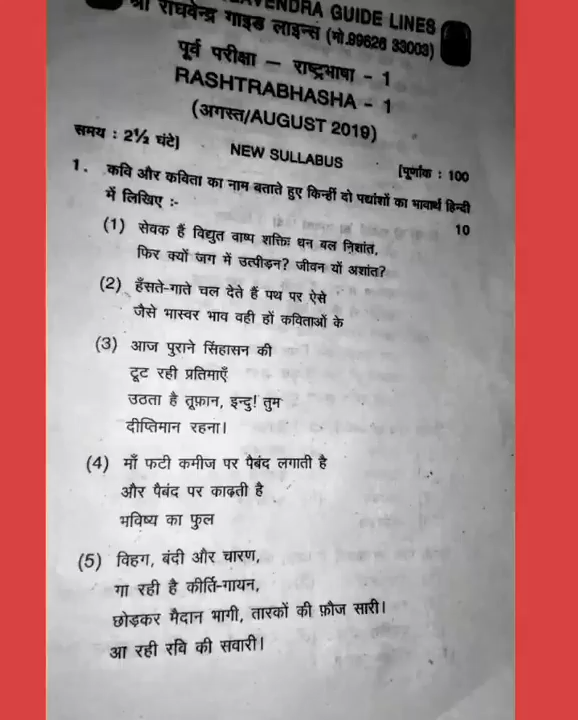 GUIDE LINES
श्री राघवेन्द्र गाइड लाइन्स (मो.99626 33003)
पूर्व परीक्षा – राष्ट्रभाषा - 1
RASHTRABHASHA - 1
(अगस्त/AUGUST 2019)
समय : 2½ घंटे]
NEW SULLABUS
[पूर्णांक : 100
1. कवि और कविता का नाम बताते हुए किन्हीं दो पद्यांशों का भावार्थ हिन्दी
में लिखिए :- 10
(1) सेवक हैं विद्युत वाष्प शक्तिः धन बल निशांत,
फिर क्यों जग में उत्पीड़न? जीवन यों अशांत?
(2) हँसते-गाते चल देते हैं पथ पर ऐसे
जैसे भास्वर भाव वही हों कविताओं के
(3) आज पुराने सिंहासन की
टूट रही प्रतिमाएँ
उठता है तूफ़ान, इन्दु! तुम
दीप्तिमान रहना।
(4) माँ फटी कमीज पर पैबंद लगाती है
और पैबंद पर काढ़ती है
भविष्य का फुल
(5) विहग, बंदी और चारण,
गा रही है कीर्ति-गायन,
छोड़कर मैदान भागी, तारकों की फ़ौज सारी।
आ रही रवि की सवारी।